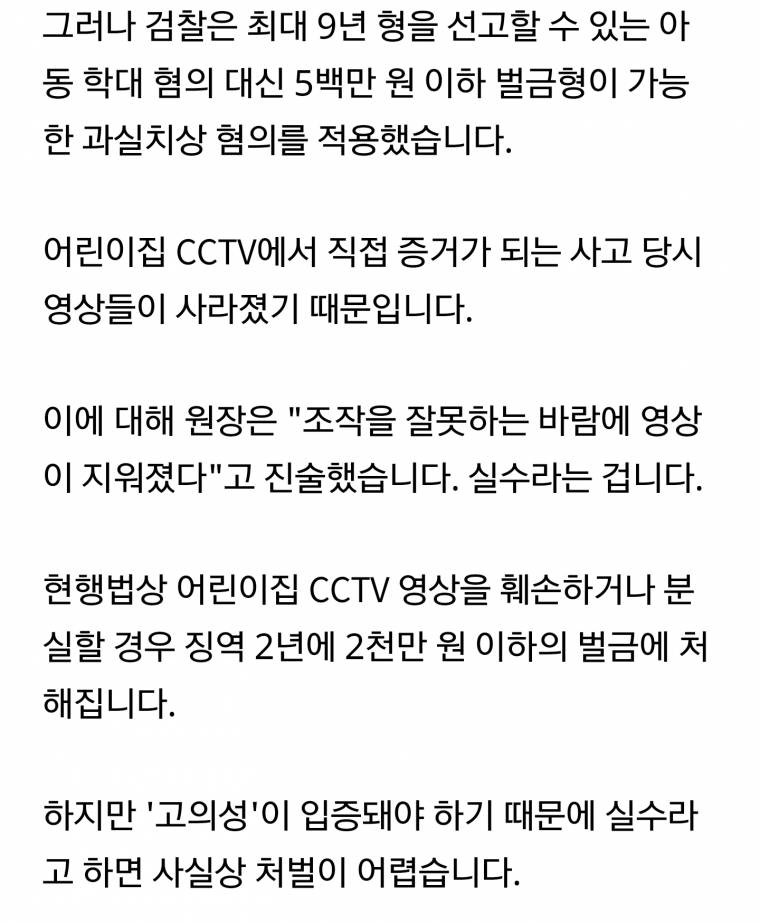 그러나 검찰은 최대 9년 형을 선고할 수 있는 아
동 학대 혐의 대신 5백만 원 이하 벌금형이 가능
한 과실치상 혐의를 적용했습니다.
어린이집 CCTV에서 직접 증거가 되는 사고 당시
영상들이 사라졌기 때문입니다.
이에 대해 원장은 "조작을 잘못하는 바람에 영상
이 지워졌다"고 진술했습니다. 실수라는 겁니다.
현행법상 어린이집 CCTV 영상을 훼손하거나 분
실할 경우 징역 2년에 2천만 원 이하의 벌금에 처
해집니다.
하지만 '고의성'이 입증돼야 하기 때문에 실수라
고 하면 사실상 처벌이 어렵습니다.